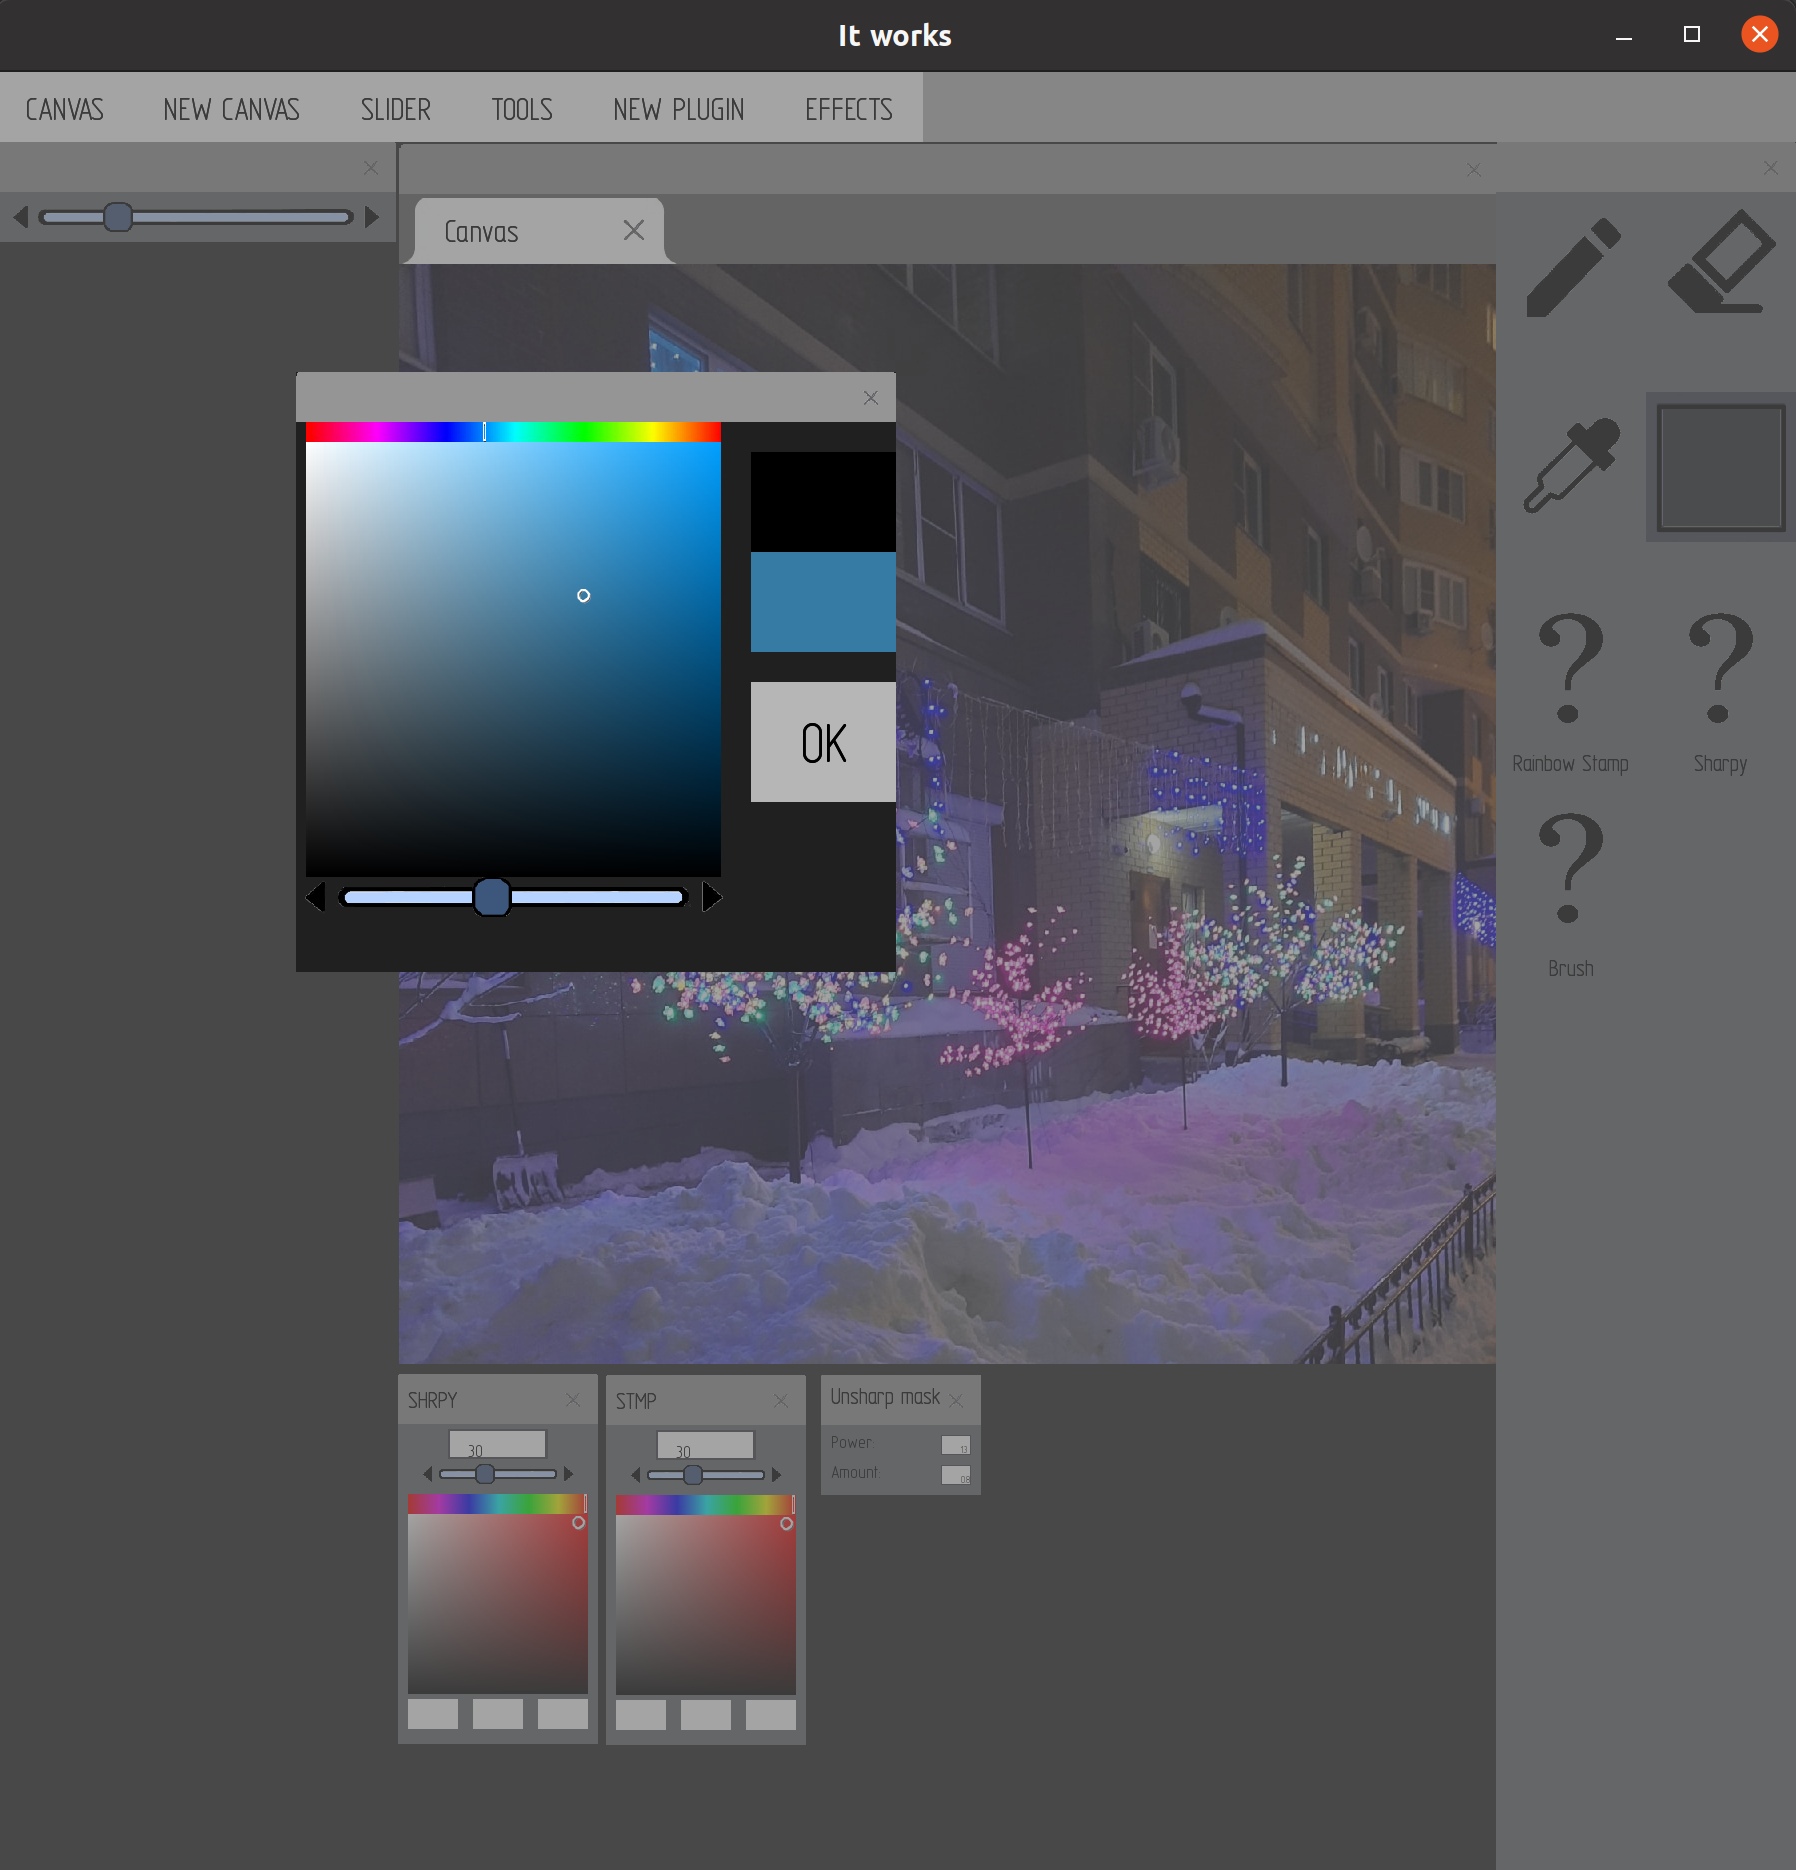 It works
CANVAS NEW CANVAS SLIDER TOOLS NEW PLUGIN EFFECTS
Canvas
OK
Rainbow Stamp
Sharpy
Brush
SHRPY
30
STMP
30
Unsharp mask
Power:
13
Amount: